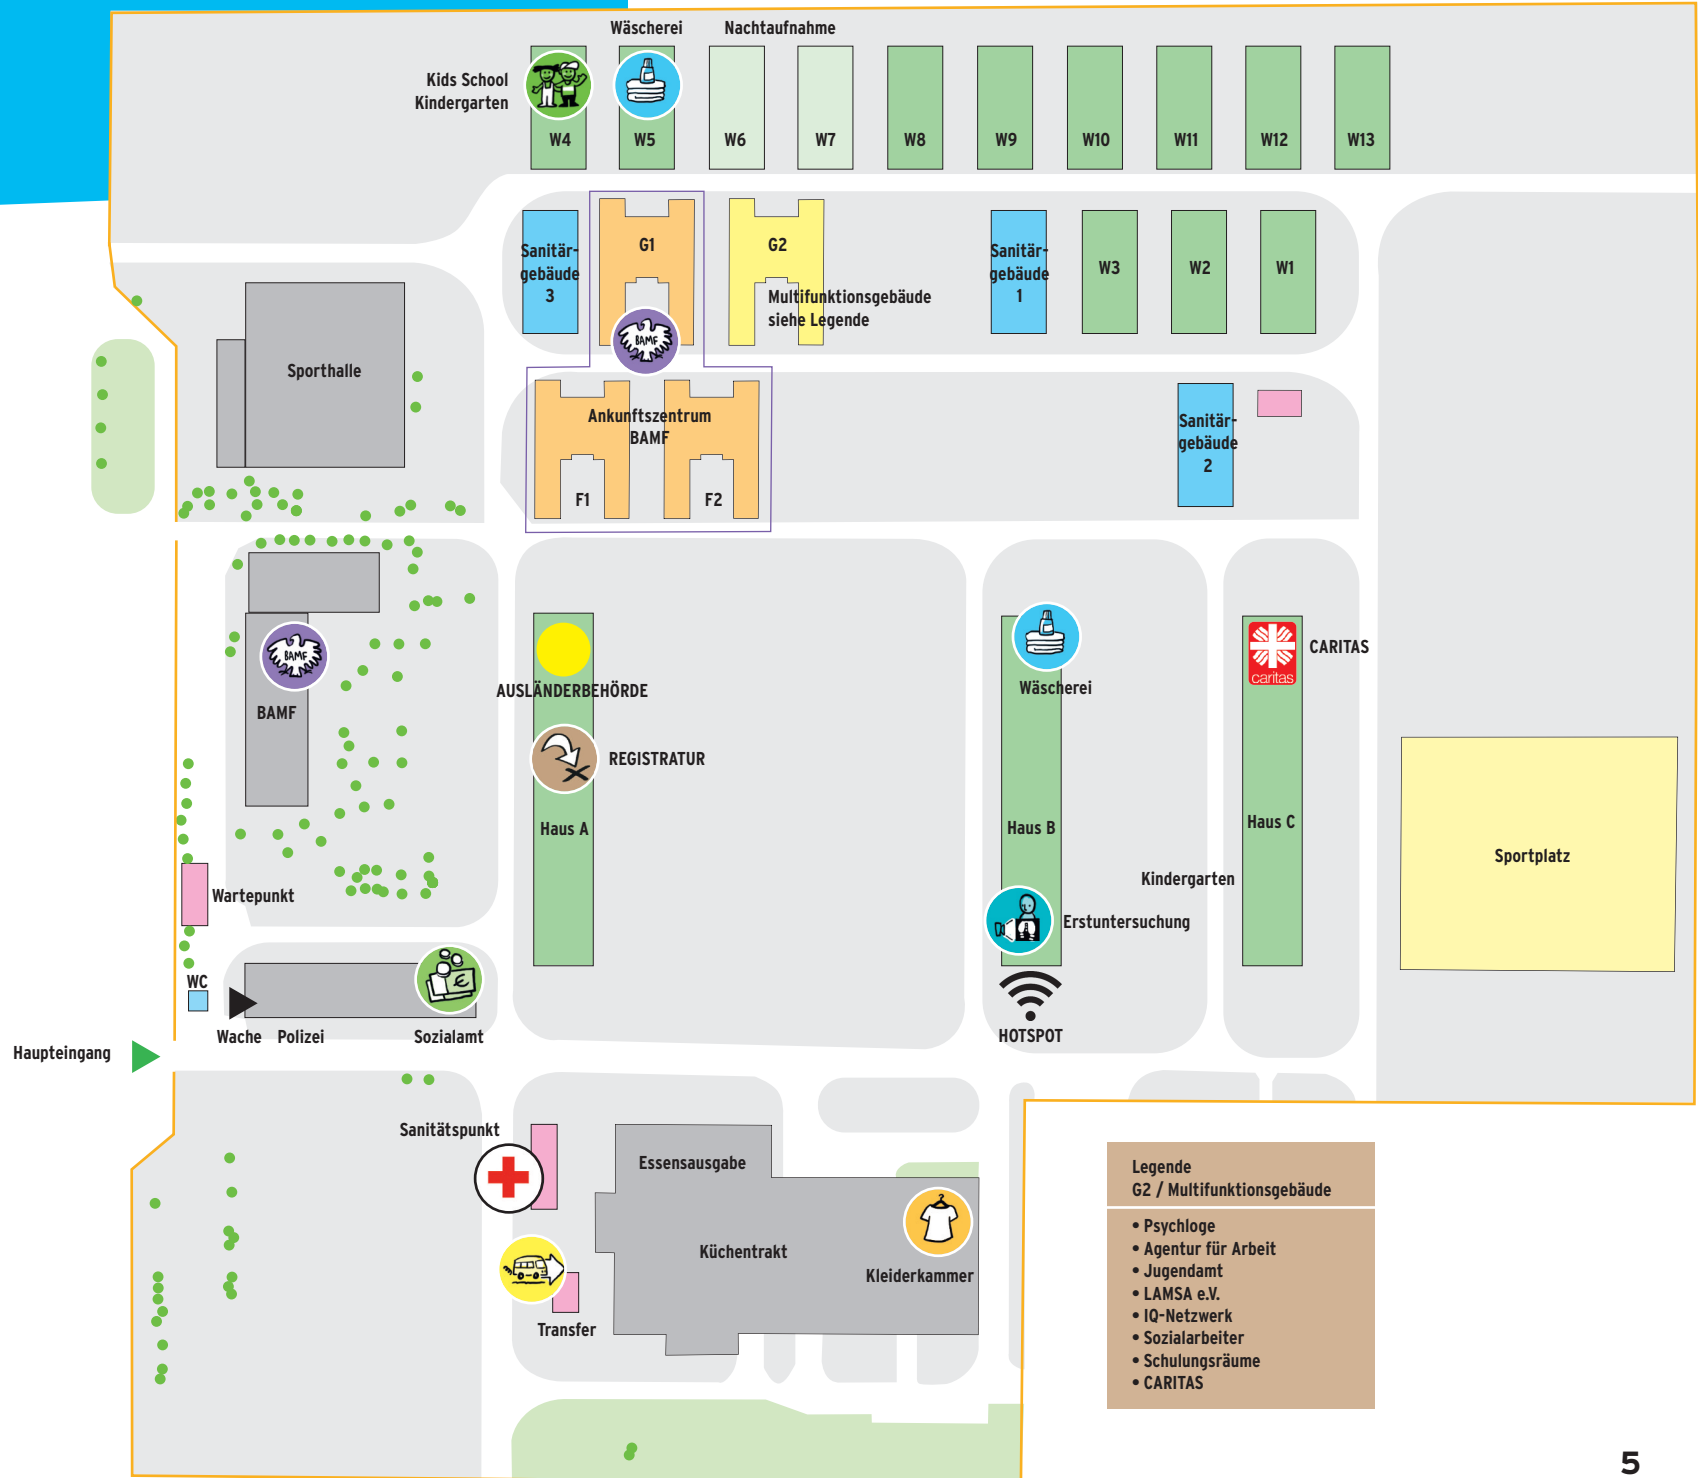 Wäscherei
Nachtaufnahme
Kids School
Kindergarten
W4
W5
W6
W7
W8
W9
W10
W11
W12
W13
Sanitär-
gebäude
3
G1
G2
Multifunktionsgebäude
siehe Legende
Sanitär-
gebäude
1
W3
W2
W1
BAMF
Sporthalle
Ankunftszentrum
BAMF
F1
F2
Sanitär-
gebäude
2
BAMF
BAMF
AUSLÄNDERBEHÖRDE
REGISTRATUR
Haus A
Wäscherei
Haus B
caritas
CARITAS
Haus C
Kindergarten
Erstuntersuchung
HOTSPOT
Sportplatz
Wartepunkt
WC
Wache
Polizei
€
Sozialamt
Haupteingang
Sanitätspunkt
Essensausgabe
Küchentrakt
Kleiderkammer
Transfer
Legende
G2 / Multifunktionsgebäude
• Psychloge
• Agentur für Arbeit
• Jugendamt
• LAMSA e.V.
• IQ-Netzwerk
• Sozialarbeiter
• Schulungsräume
• CARITAS
5